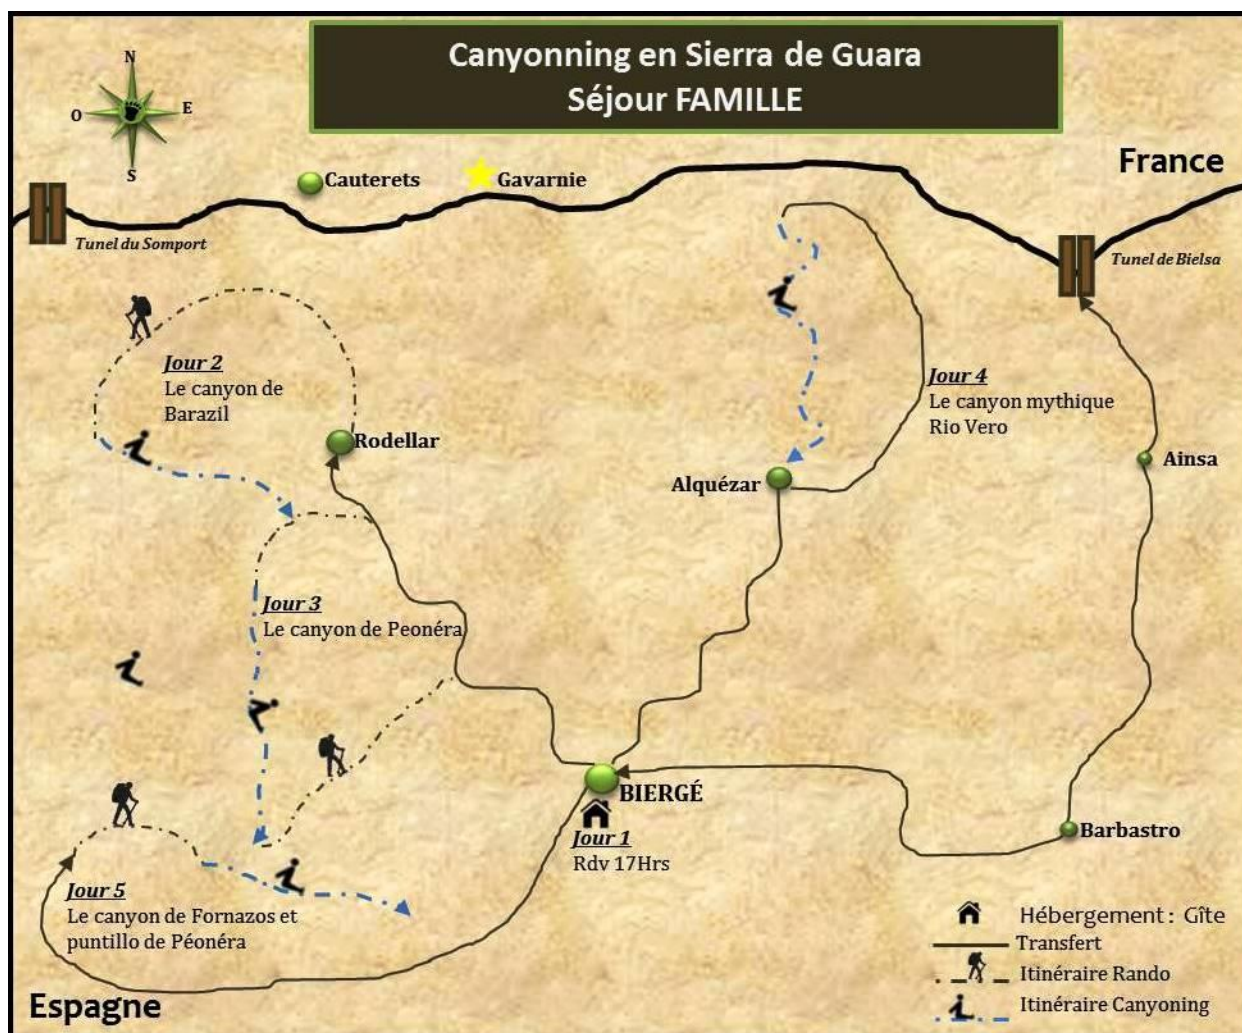 Canyonning en Sierra de Guara
Séjour FAMILLE
N
O
E
S
France
Cauterets
Gavarnie
Tunel du Somport
Tunel de Bielsa
Jour 2
Le canyon de
Barazil
Rodellar
Jour 4
Le canyon mythique
Rio Vero
Alquézar
Ainsa
Jour 3
Le canyon de Peonéra
BIERGÉ
Jour 1
Rdv 17Hrs
Barbastro
Jour 5
Le canyon de Fornazos et
puntillo de Péonéra
Espagne
Hébergement : Gîte
Transfert
Itinéraire Rando
Itinéraire Canyoning